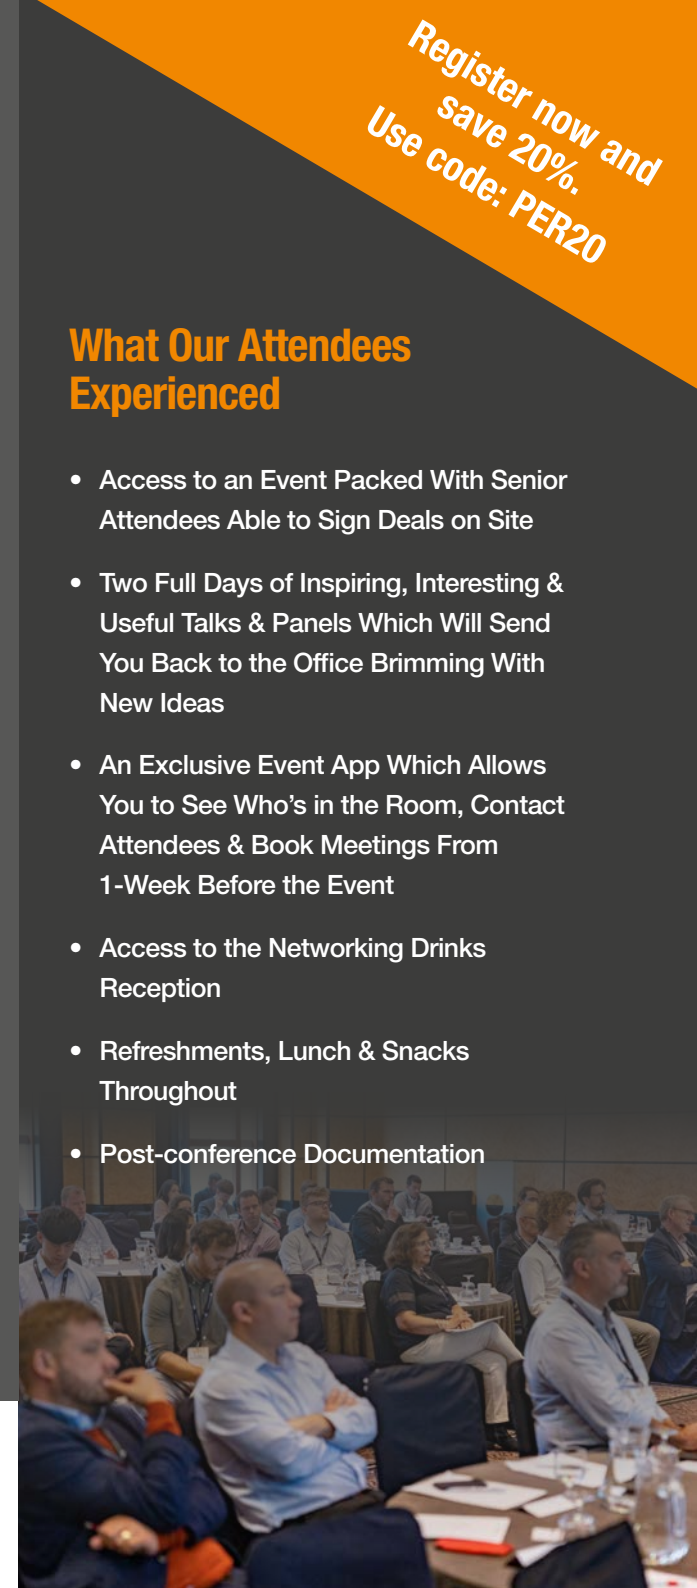 Register now and
save 20%.
Use code: PER20
What Our Attendees
Experienced
• Access to an Event Packed With Senior
Attendees Able to Sign Deals on Site
• Two Full Days of Inspiring, Interesting &
Useful Talks & Panels Which Will Send
You Back to the Office Brimming With
New Ideas
• An Exclusive Event App Which Allows
You to See Who’s in the Room, Contact
Attendees & Book Meetings From
1-Week Before the Event
• Access to the Networking Drinks
Reception
• Refreshments, Lunch & Snacks
Throughout
• Post-conference Documentation